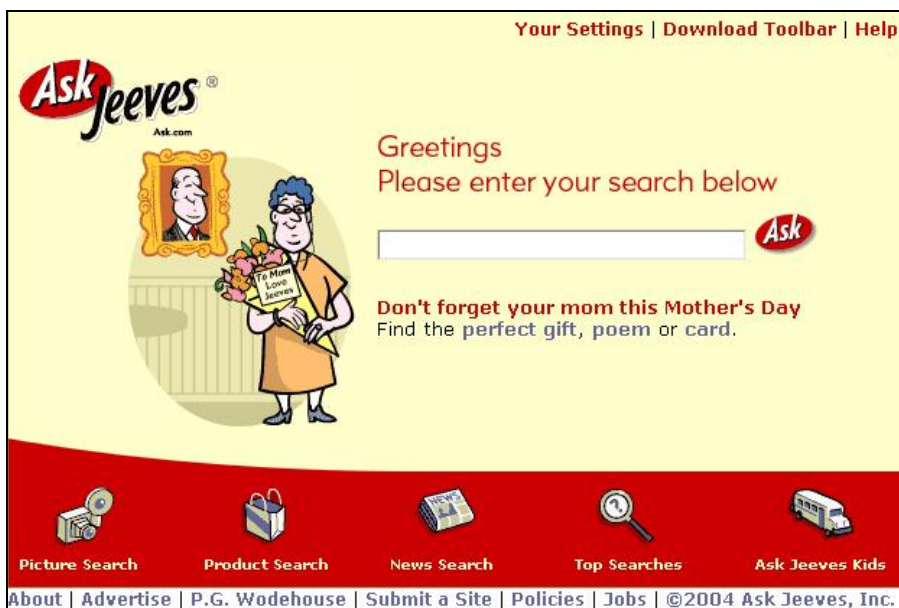 Your Settings | Download Toolbar | Help
Ask Jeeves ®
Ask.com
Greetings
Please enter your search below
Ask
To Mom
Love
Jeeves
Don't forget your mom this Mother's Day
Find the perfect gift, poem or card.
NEWS
?
Picture Search Product Search News Search Top Searches Ask Jeeves Kids
About | Advertise | P.G. Wodehouse | Submit a Site | Policies | Jobs | ©2004 Ask Jeeves, Inc.